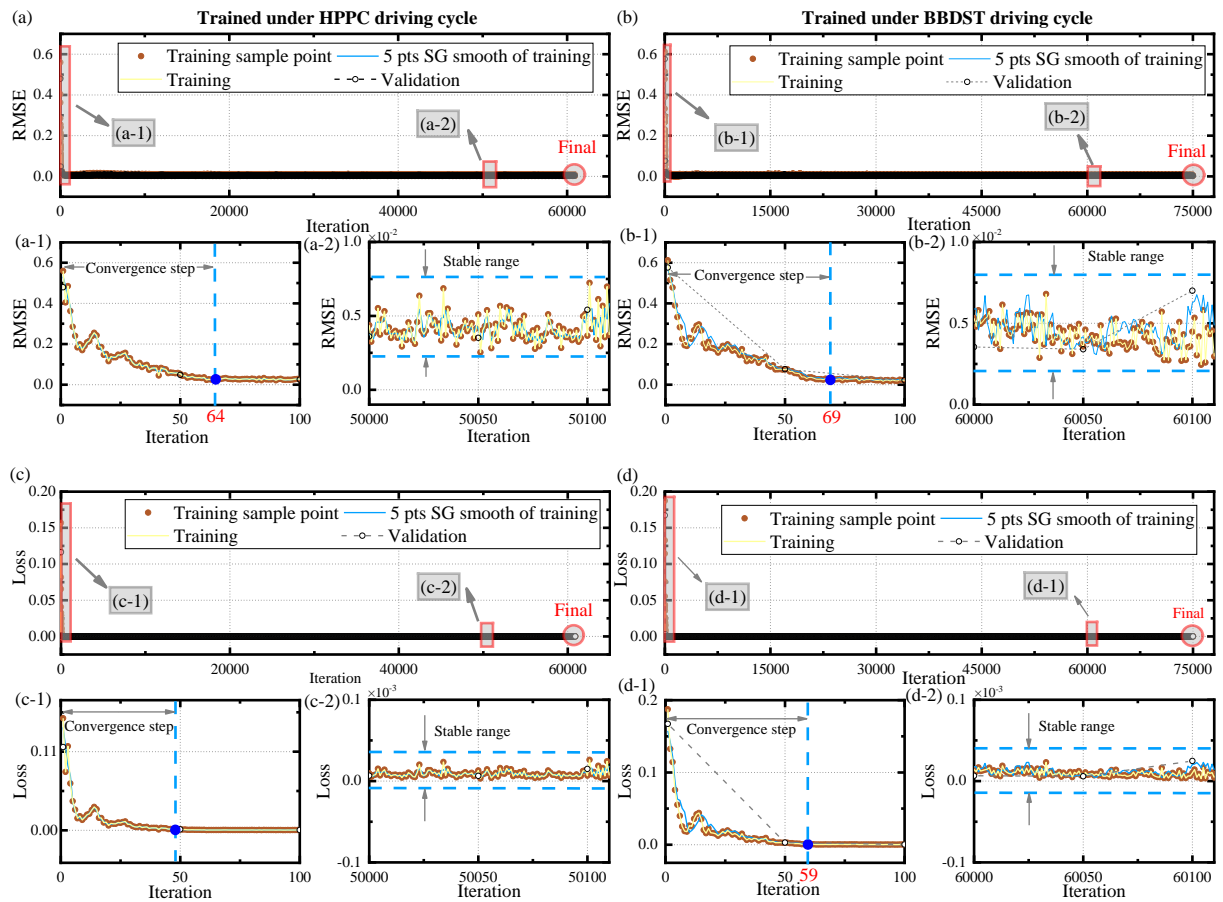 (a)
Trained under HPPC driving cycle
0.6
0.4
0.2
0.0
RMSE
Training sample point
5 pts SG smooth of training
Training
Validation
(a-1)
(a-2)
Final
0
20000
40000
60000
Iteration
(b)
Trained under BBDST driving cycle
0.6
0.4
0.2
0.0
RMSE
Training sample point
5 pts SG smooth of training
Training
Validation
(b-1)
(b-2)
Final
0
15000
30000
45000
60000
75000
Iteration
(a-1)
0.6
0.4
0.2
0.0
RMSE
Convergence step
0
50
64
100
Iteration
(a-2)
×10-2
1.0
0.5
0.0
RMSE
Stable range
50000
50050
50100
Iteration
(b-1)
0.6
0.4
0.2
0.0
RMSE
Convergence step
0
50
69
100
Iteration
(b-2)
×10-2
1.0
0.5
0.0
RMSE
Stable range
60000
60050
60100
Iteration
(c)
0.20
0.15
0.10
0.05
0.00
Loss
Training sample point
5 pts SG smooth of training
Training
Validation
(c-1)
(c-2)
Final
0
20000
40000
60000
Iteration
(d)
0.20
0.15
0.10
0.05
0.00
Loss
Training sample point
5 pts SG smooth of training
Training
Validation
(d-1)
(d-1)
Final
0
15000
30000
45000
60000
75000
Iteration
(c-1)
0.11
0.00
Loss
Convergence step
0
50
100
Iteration
(c-2)
×10-3
0.1
0.0
-0.1
Loss
Stable range
50000
50050
50100
Iteration
(d-1)
0.2
0.1
0.0
Loss
Convergence step
0
50
59
100
Iteration
(d-2)
×10-3
0.1
0.0
-0.1
Loss
Stable range
60000
60050
60100
Iteration